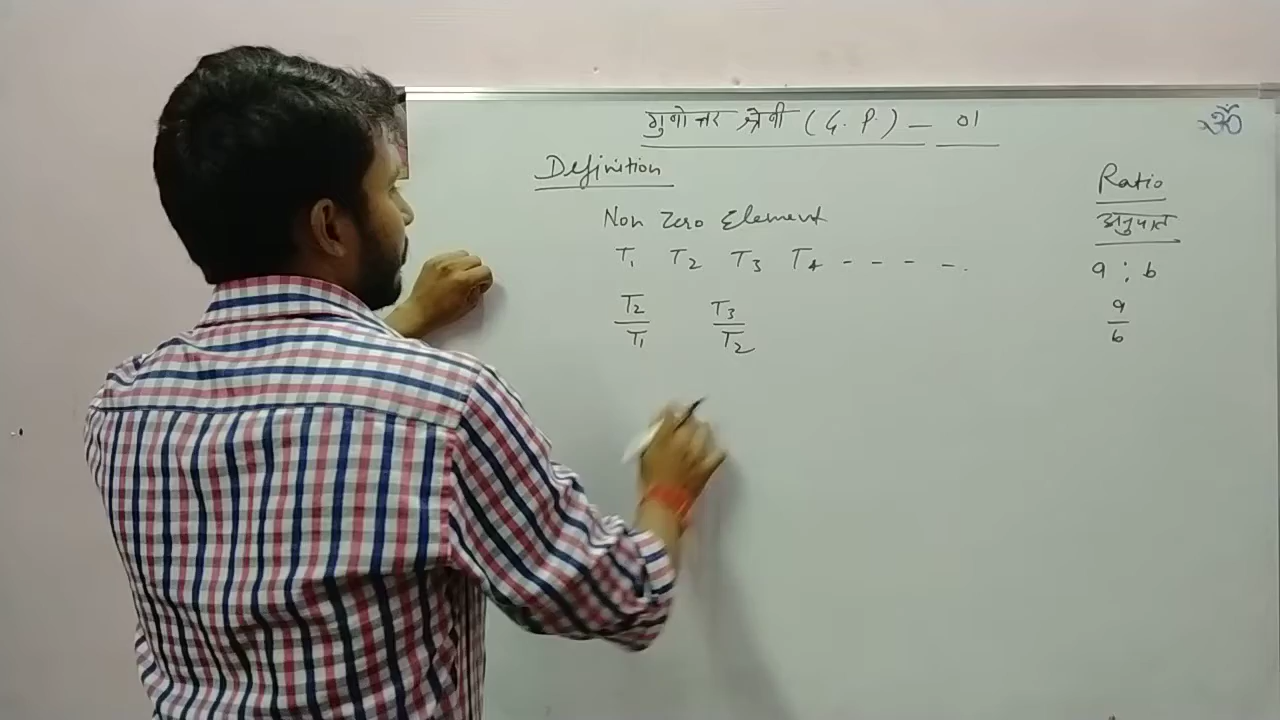 गुणोत्तर श्रेणी (G.P.) - 01
ॐ
Definition
Ratio
अनुपात
Non Zero Element
T₁ T₂ T₃ T₄ - - - - .
a : b
T₂/T₁ T₃/T₂
a/b